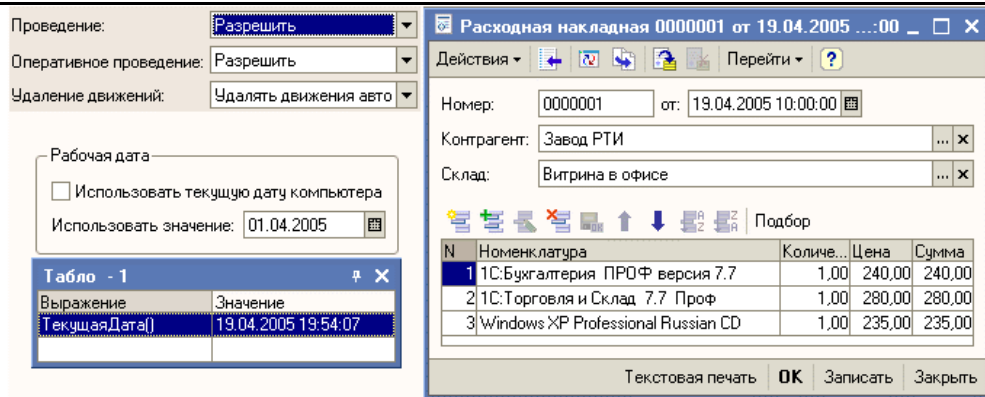 Проведение: Разрешить
Оперативное проведение: Разрешить
Удаление движений: Удалять движения авто
Рабочая дата
Использовать текущую дату компьютера
Использовать значение: 01.04.2005
Табло - 1
Выражение Значение
ТекущаяДата() 19.04.2005 19:54:07
Расходная накладная 0000001 от 19.04.2005 ...:00
Действия Перейти ?
Номер: 0000001 от: 19.04.2005 10:00:00
Контрагент: Завод РТИ ... x
Склад: Витрина в офисе ... x
Подбор
N Номенклатура Количе... Цена Сумма
1 1С:Бухгалтерия ПРОФ версия 7.7 1,00 240,00 240,00
2 1С:Торговля и Склад 7.7 Проф 1,00 280,00 280,00
3 Windows XP Professional Russian CD 1,00 235,00 235,00
Текстовая печать OK Записать Закрыть